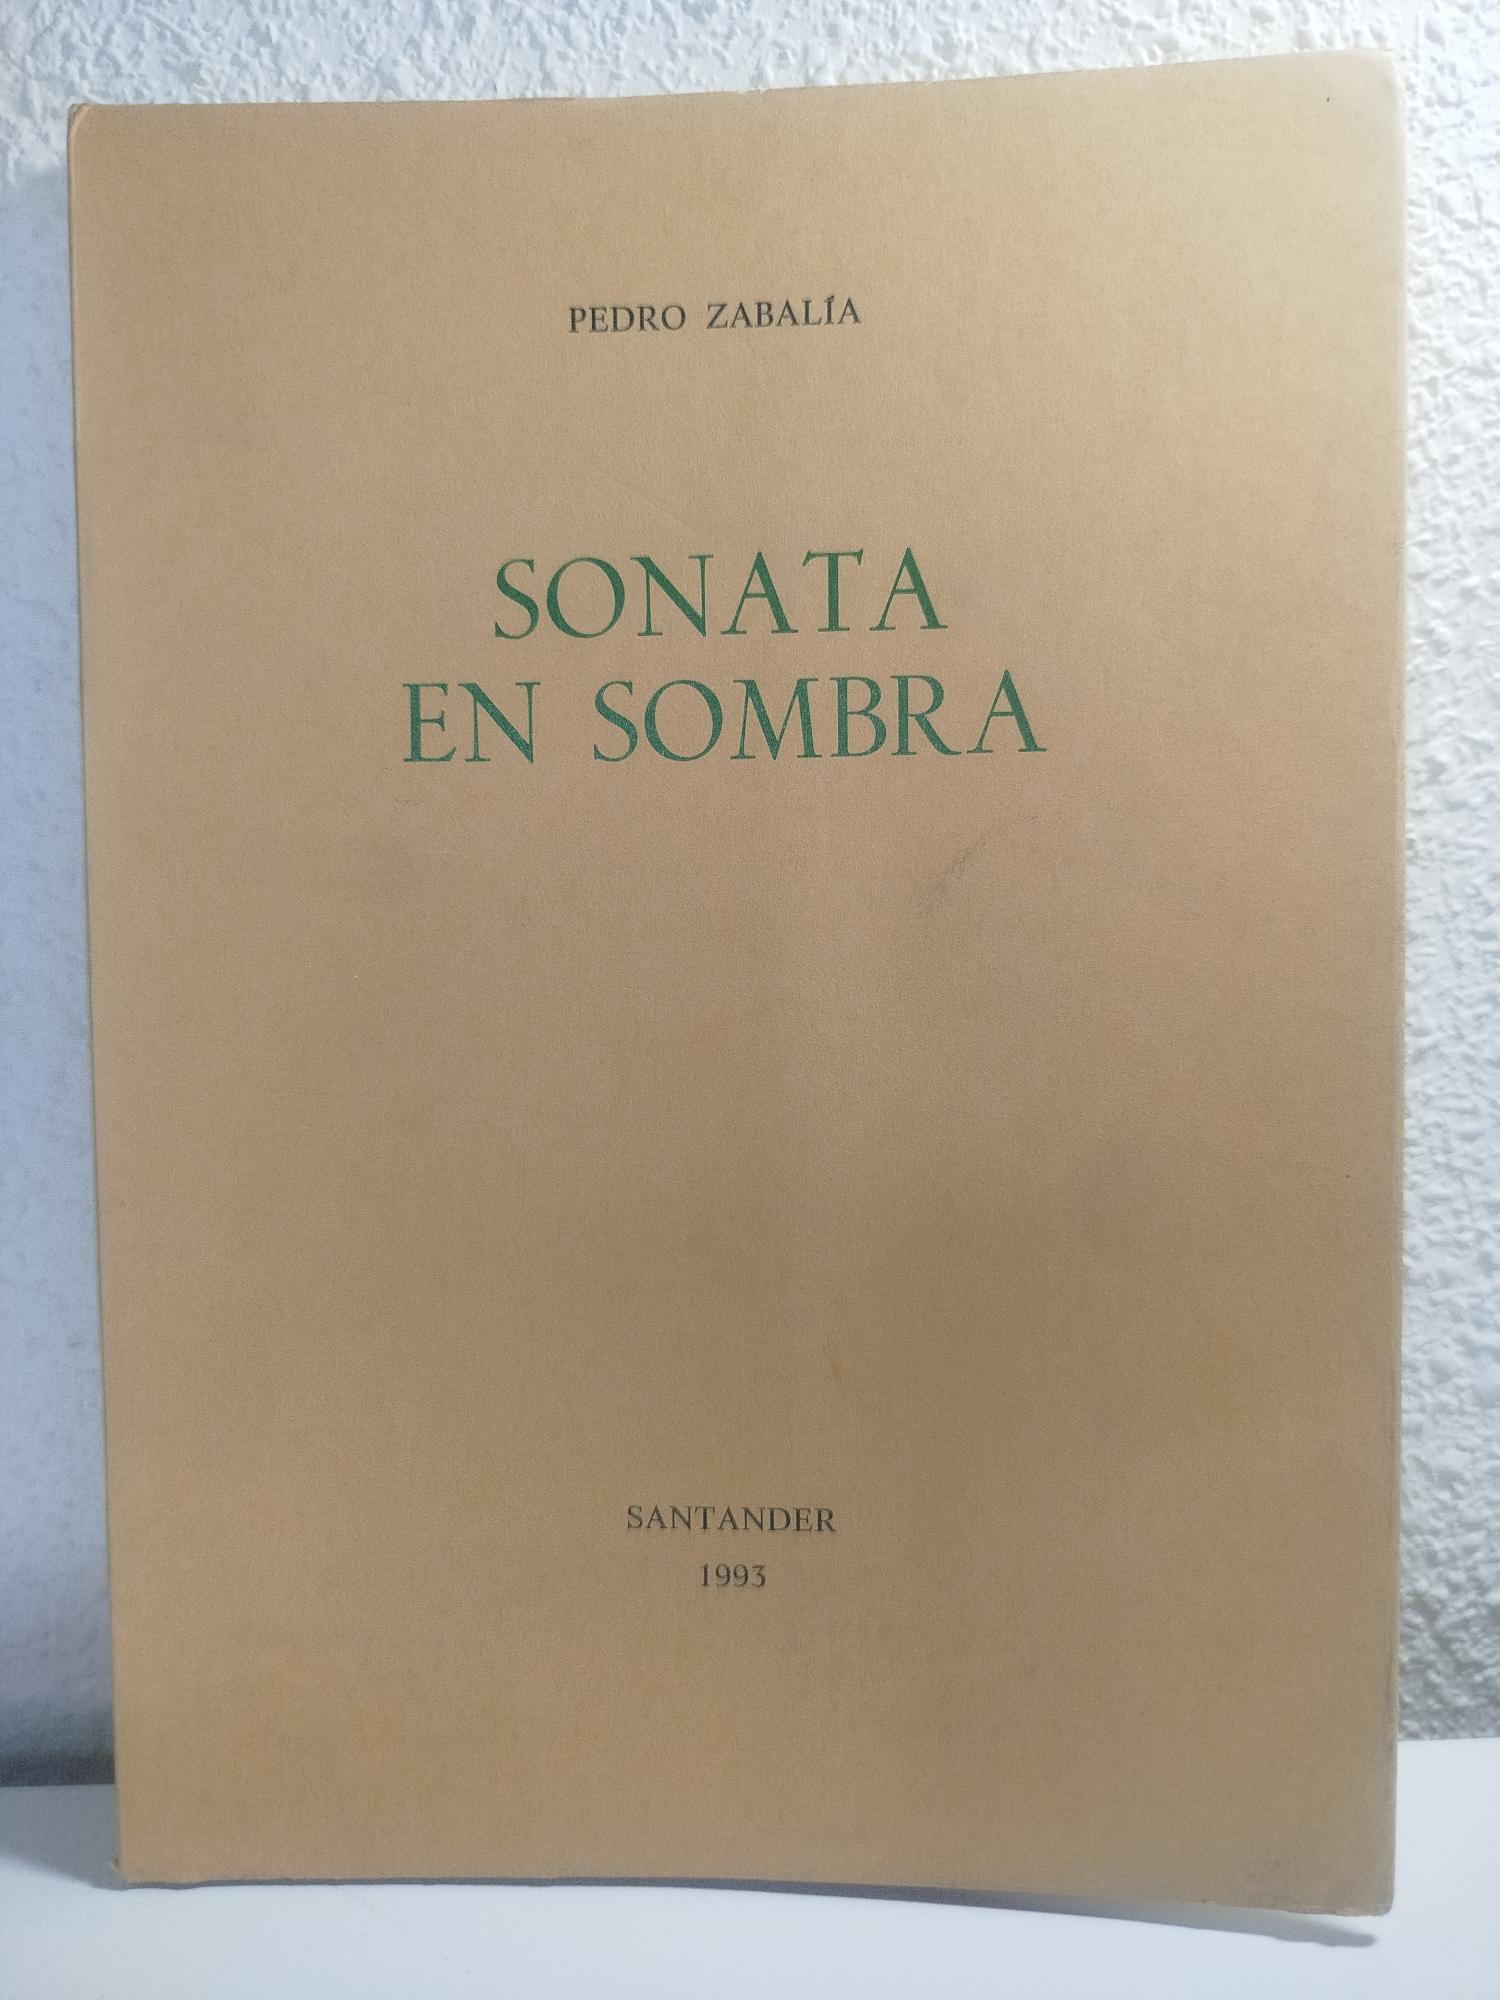 PEDRO ZABALÍA
SONATA
EN SOMBRA
SANTANDER
1993